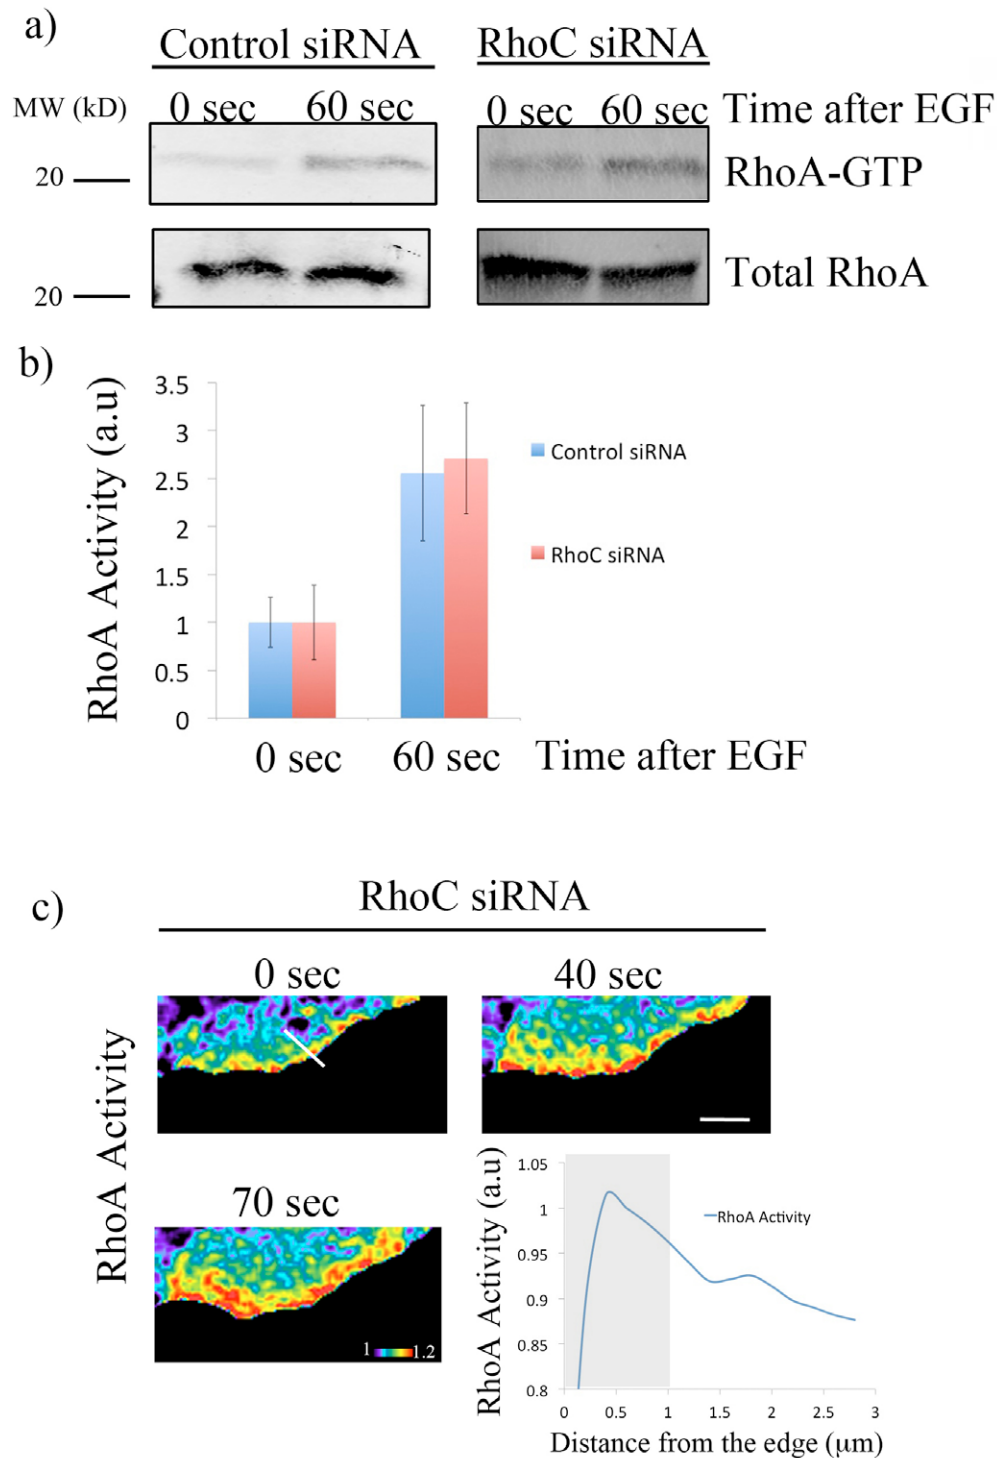 a)
Control siRNA
RhoC siRNA
MW (kD)
0 sec
60 sec
0 sec
60 sec
Time after EGF
20
RhoA-GTP
20
Total RhoA
b)
RhoA Activity (a.u)
3.5
3
2.5
2
1.5
1
0.5
0
Control siRNA
RhoC siRNA
0 sec
60 sec
Time after EGF
c)
RhoC siRNA
RhoA Activity
0 sec
40 sec
70 sec
1
1.2
RhoA Activity (a.u)
1.05
1
0.95
0.9
0.85
0.8
RhoA Activity
0
0.5
1
1.5
2
2.5
3
Distance from the edge (μm)